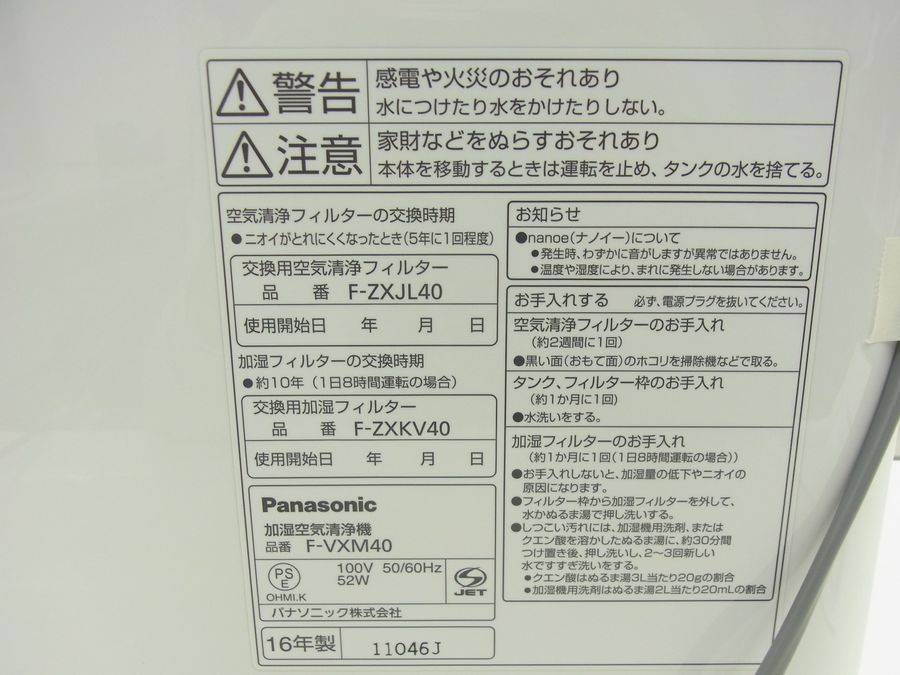 警告
感電や火災のおそれあり
水につけたり水をかけたりしない。
注意
家財などをぬらすおそれあり
本体を移動するときは運転を止め、タンクの水を捨てる。
空気清浄フィルターの交換時期
●ニオイがとれにくくなったとき(5年に1回程度)
交換用空気清浄フィルター
品 番 F-ZXJL40
使用開始日 年 月 日
加湿フィルターの交換時期
●約10年(1日8時間運転の場合)
交換用加湿フィルター
品 番 F-ZXKV40
使用開始日 年 月 日
Panasonic
加湿空気清浄機
品番 F-VXM40
PS
E
OHMI.K
100V 50/60Hz
52W
JET
パナソニック株式会社
16年製 11046J
お知らせ
●nanoe(ナノイー)について
●発生時、わずかに音がしますが異常ではありません。
●温度や湿度により、まれに発生しない場合があります。
お手入れする 必ず、電源プラグを抜いてください。
空気清浄フィルターのお手入れ
(約2週間に1回)
●黒い面(おもて面)のホコリを掃除機などで取る。
タンク、フィルター枠のお手入れ
(約1か月に1回)
●水洗いをする。
加湿フィルターのお手入れ
(約1か月に1回(1日8時間運転の場合))
●お手入れしないと、加湿量の低下やニオイの
原因になります。
●フィルター枠から加湿フィルターを外して、
水かぬるま湯で押し洗いする。
●しつこい汚れには、加湿機用洗剤、または
クエン酸を溶かしたぬるま湯に、約30分間
つけ置き後、押し洗いし、2〜3回新しい
水ですすぎ洗いをする。
●クエン酸はぬるま湯3L当たり20gの割合
●加湿機用洗剤はぬるま湯2L当たり20mLの割合